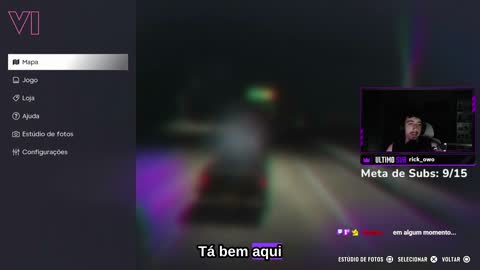 VI
Mapa
Jogo
Loja
Ajuda
Estúdio de fotos
Configurações
ULTIMO SUB rick_owo
Meta de Subs: 9/15
em algum momento...
Tá bem aqui
ESTÚDIO DE FOTOS SELECIONAR VOLTAR